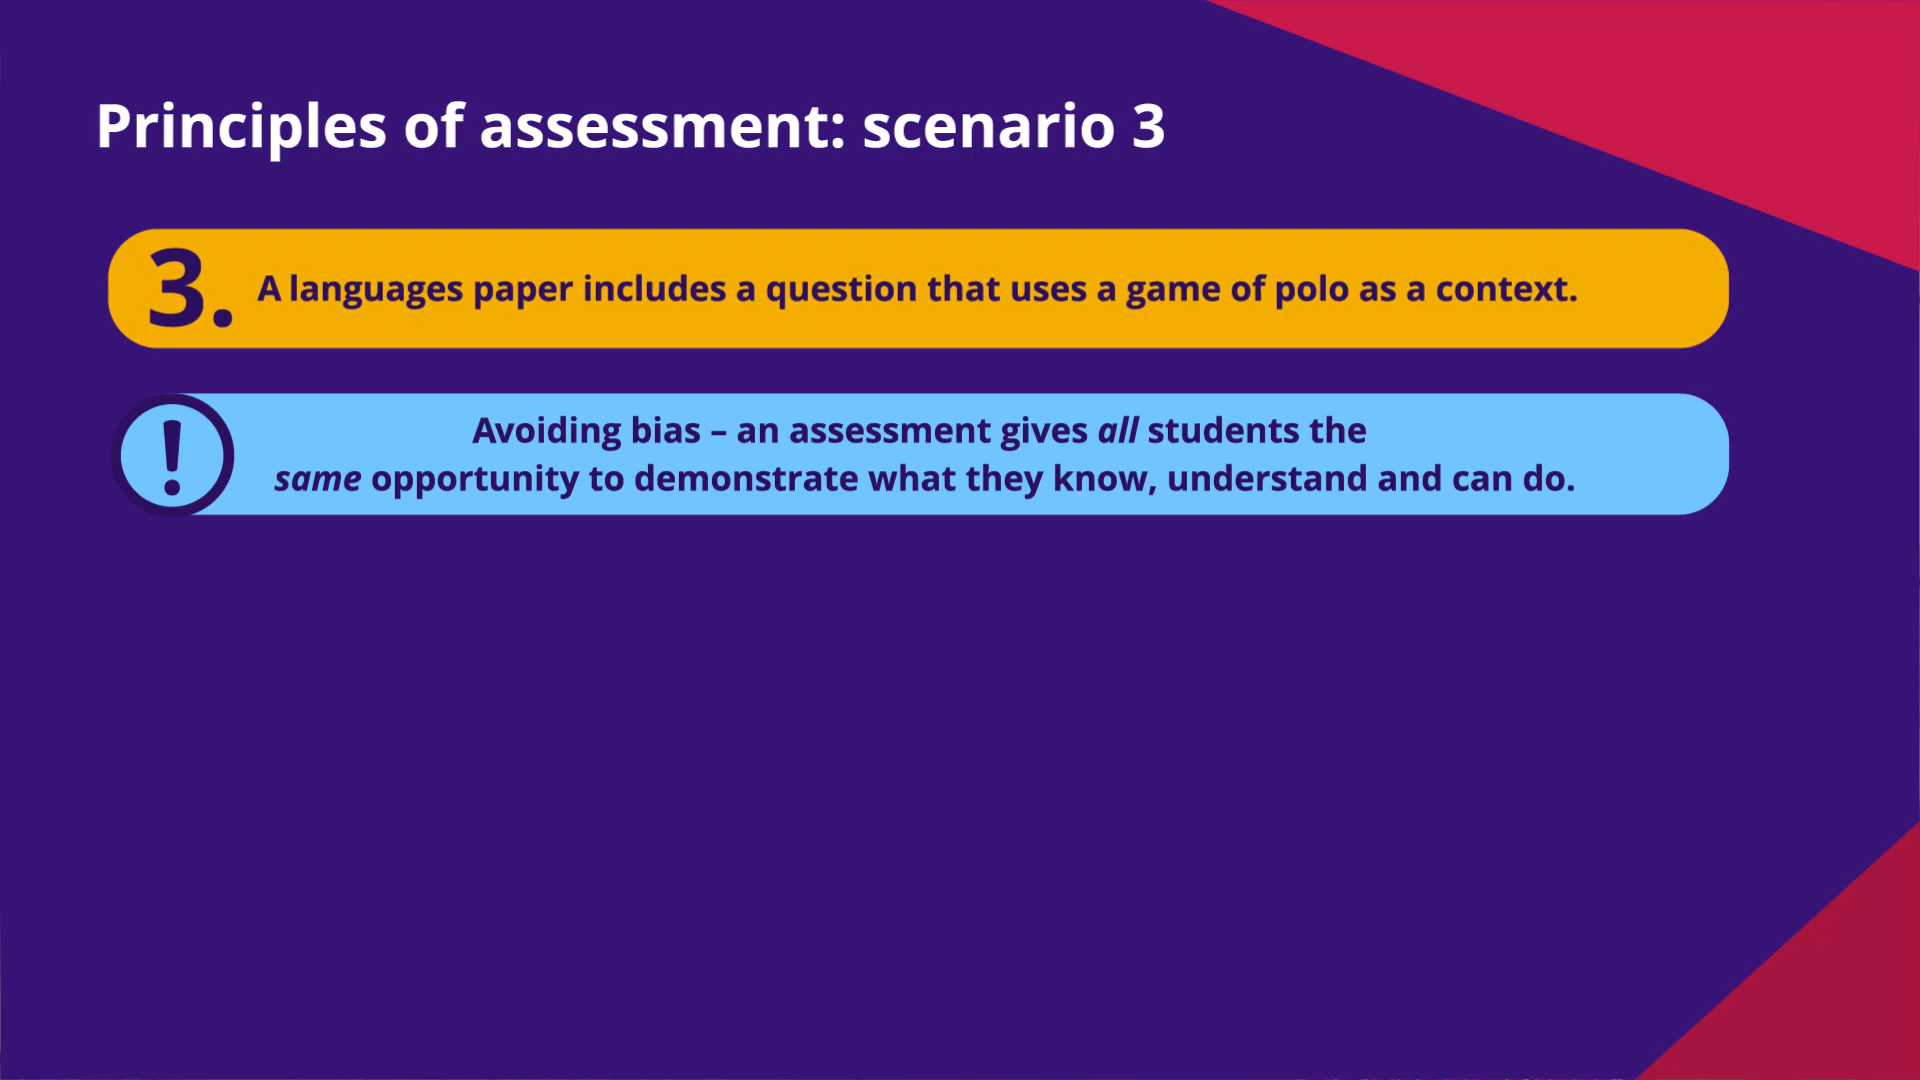 Principles of assessment: scenario 3
3. A languages paper includes a question that uses a game of polo as a context.
! Avoiding bias – an assessment gives all students the
same opportunity to demonstrate what they know, understand and can do.